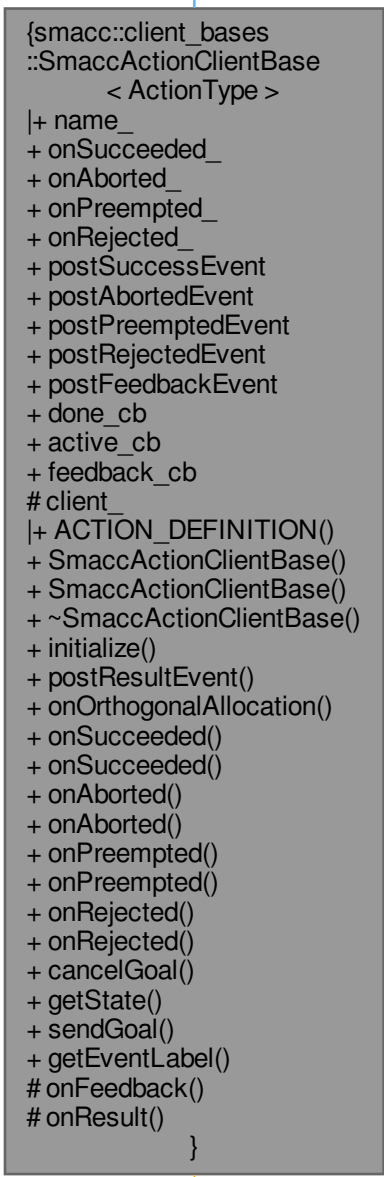 {smacc::client_bases
::SmaccActionClientBase
< ActionType >
|+ name_
+ onSucceeded_
+ onAborted_
+ onPreempted_
+ onRejected_
+ postSuccessEvent
+ postAbortedEvent
+ postPreemptedEvent
+ postRejectedEvent
+ postFeedbackEvent
+ done_cb
+ active_cb
+ feedback_cb
# client_
|+ ACTION_DEFINITION()
+ SmaccActionClientBase()
+ SmaccActionClientBase()
+ ~SmaccActionClientBase()
+ initialize()
+ postResultEvent()
+ onOrthogonalAllocation()
+ onSucceeded()
+ onSucceeded()
+ onAborted()
+ onAborted()
+ onPreempted()
+ onPreempted()
+ onRejected()
+ onRejected()
+ cancelGoal()
+ getState()
+ sendGoal()
+ getEventLabel()
# onFeedback()
# onResult()
}